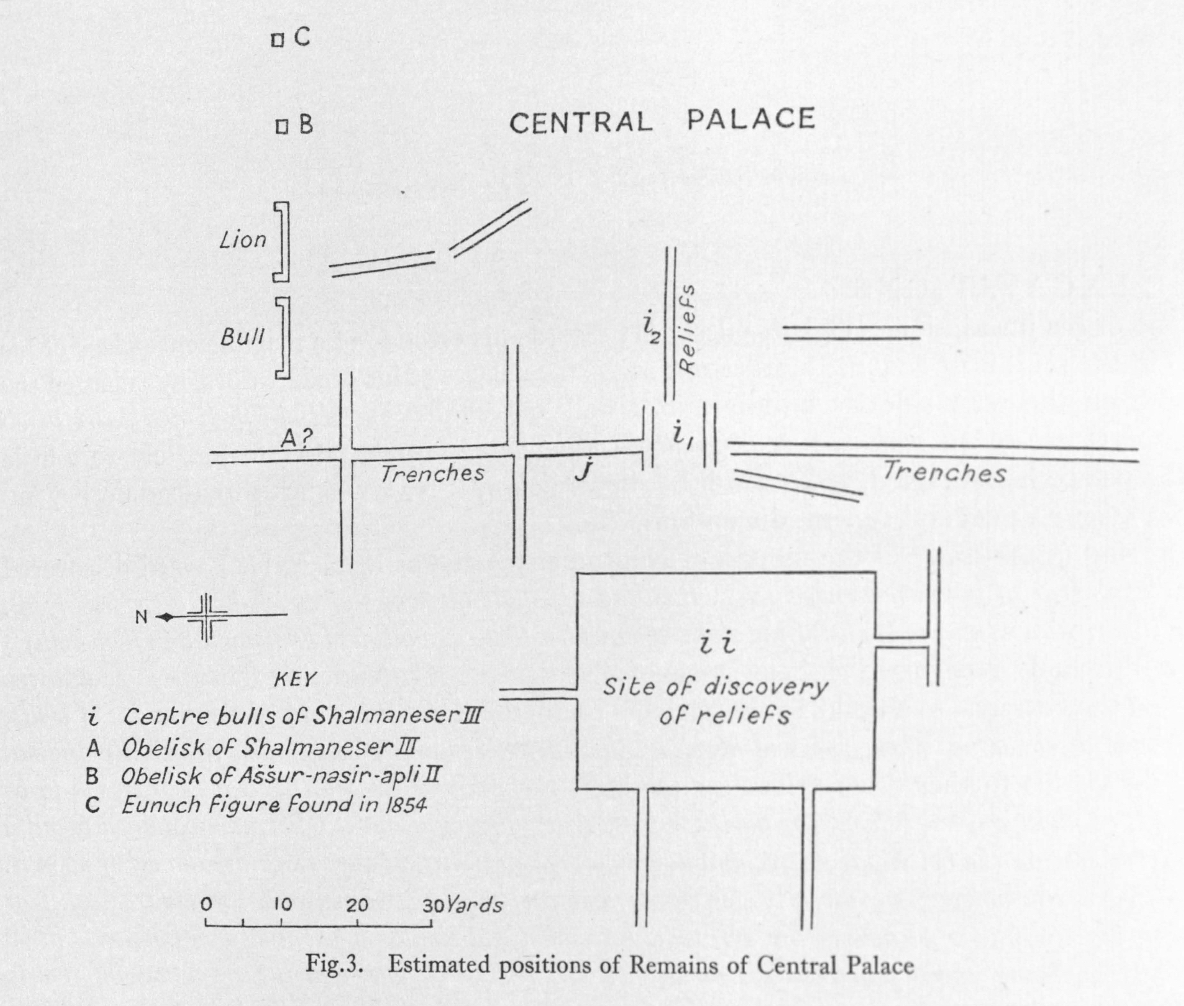 C
B
CENTRAL PALACE
Lion
Bull
i2
Reliefs
A?
i1
Trenches
j
Trenches
N
ii
Site of discovery
of reliefs
KEY
i Centre bulls of Shalmaneser III
A Obelisk of Shalmaneser III
B Obelisk of Aššur-nasir-apli II
C Eunuch Figure Found in 1854
0 10 20 30 Yards
Fig.3. Estimated positions of Remains of Central Palace